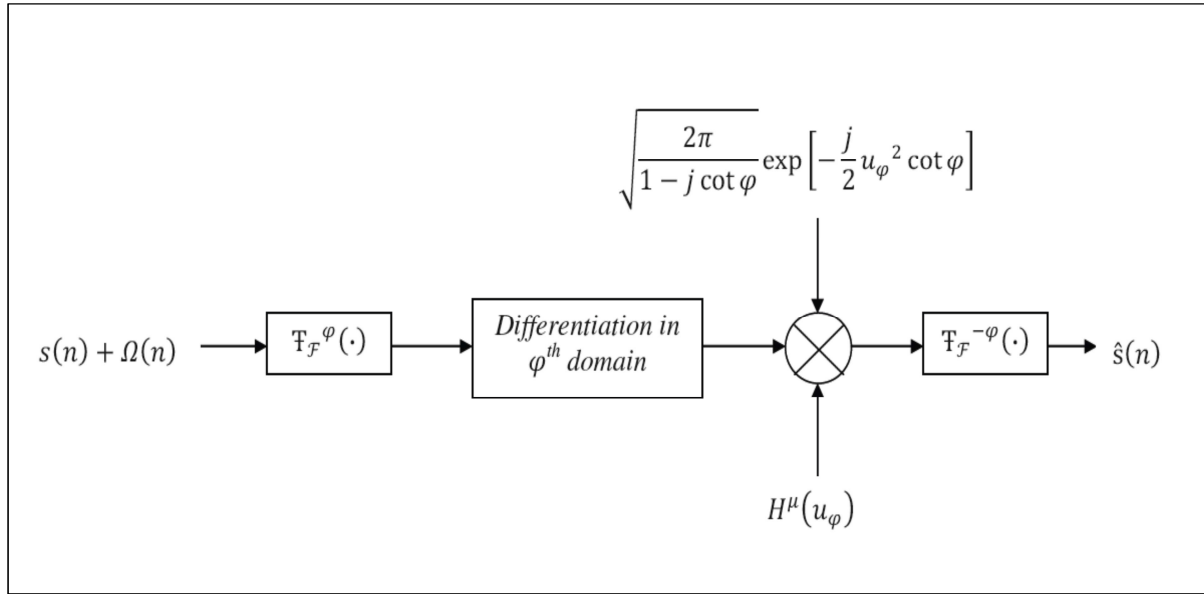 √(2π / (1 − j cot φ)) exp[−(j/2) u_φ² cot φ]
s(n) + Ω(n)
Ŧ_ℱ^φ(·)
Differentiation in
φ^th domain
Ŧ_ℱ^−φ(·)
ŝ(n)
H^μ(u_φ)